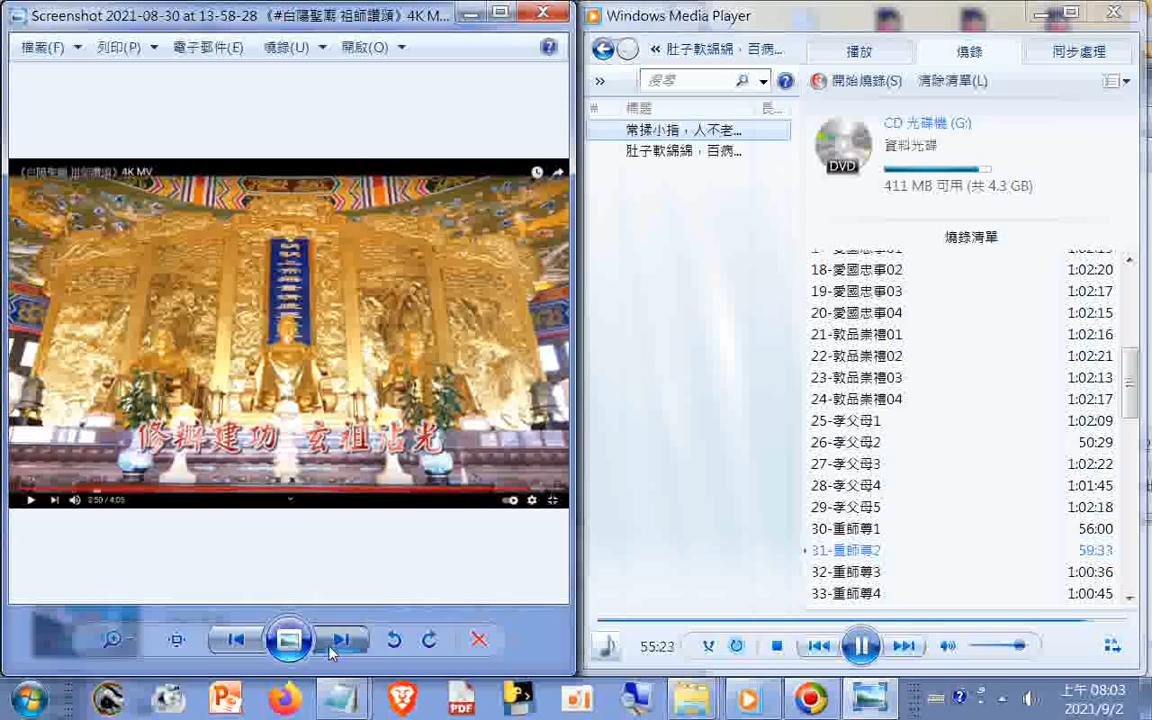 Screenshot 2021-08-30 at 13-58-28 《#白陽聖廟 祖師讚頌》4K M...
檔案(F) 列印(P) 電子郵件(E) 燒錄(U) 開啟(O)
《白陽聖廟 祖師讚頌》4K MV
修辦建功 玄祖沾光
/ 4:05
Windows Media Player
« 肚子軟綿綿，百病...
播放 燒錄 同步處理
» 搜尋
開始燒錄(S) 清除清單(L)
# 標題 長...
常揉小指，人不老...
肚子軟綿綿，百病...
CD 光碟機 (G:)
資料光碟
DVD
411 MB 可用 (共 4.3 GB)
燒錄清單
18-愛國忠事02 1:02:20
19-愛國忠事03 1:02:17
20-愛國忠事04 1:02:15
21-敦品崇禮01 1:02:16
22-敦品崇禮02 1:02:21
23-敦品崇禮03 1:02:13
24-敦品崇禮04 1:02:17
25-孝父母1 1:02:09
26-孝父母2 50:29
27-孝父母3 1:02:22
28-孝父母4 1:01:45
29-孝父母5 1:02:18
30-重師尊1 56:00
31-重師尊2 59:33
32-重師尊3 1:00:36
33-重師尊4 1:00:45
55:23
PDF
上午 08:03
2021/9/2